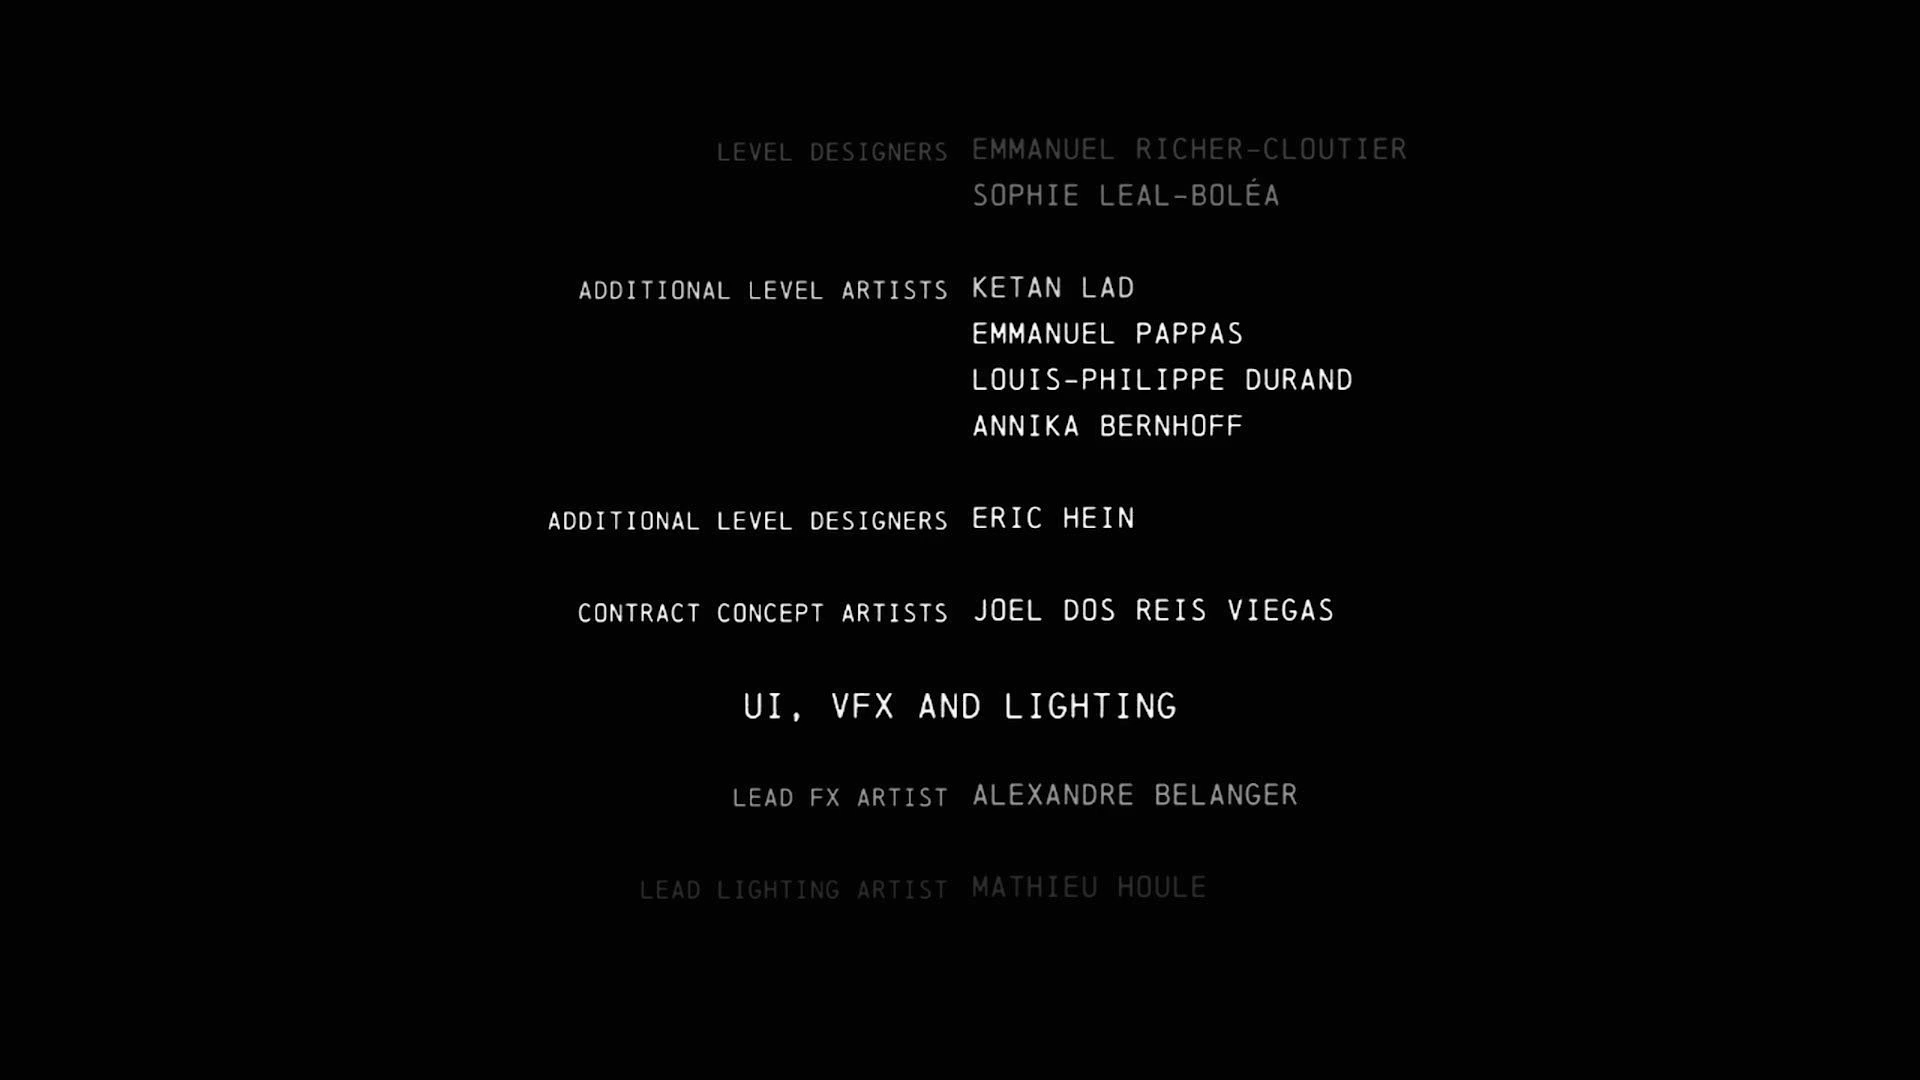 LEVEL DESIGNERS EMMANUEL RICHER-CLOUTIER
SOPHIE LEAL-BOLÉA
ADDITIONAL LEVEL ARTISTS KETAN LAD
EMMANUEL PAPPAS
LOUIS-PHILIPPE DURAND
ANNIKA BERNHOFF
ADDITIONAL LEVEL DESIGNERS ERIC HEIN
CONTRACT CONCEPT ARTISTS JOEL DOS REIS VIEGAS
UI, VFX AND LIGHTING
LEAD FX ARTIST ALEXANDRE BELANGER
LEAD LIGHTING ARTIST MATHIEU HOULE